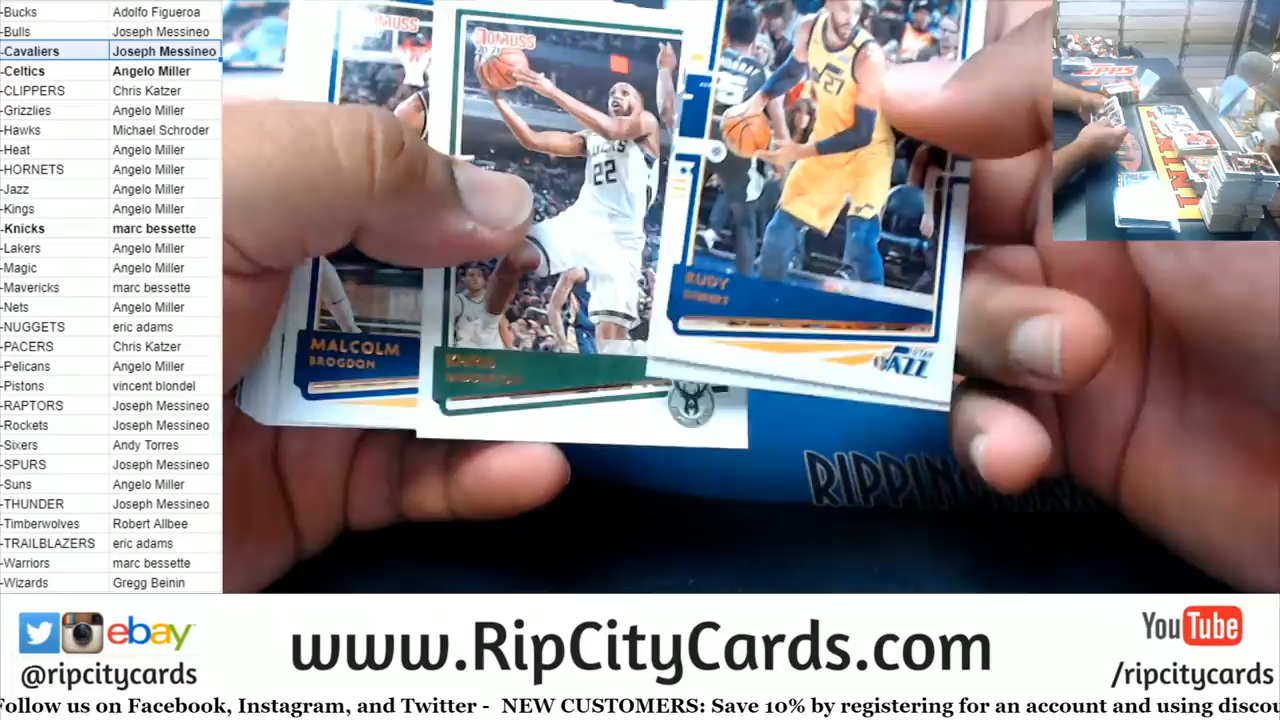 -Bucks Adolfo Figueroa
-Bulls Joseph Messineo
-Cavaliers Joseph Messineo
-Celtics Angelo Miller
-CLIPPERS Chris Katzer
-Grizzlies Angelo Miller
-Hawks Michael Schroder
-Heat Angelo Miller
-HORNETS Angelo Miller
-Jazz Angelo Miller
-Kings Angelo Miller
-Knicks marc bessette
-Lakers Angelo Miller
-Magic Angelo Miller
-Mavericks marc bessette
-Nets Angelo Miller
-NUGGETS eric adams
-PACERS Chris Katzer
-Pelicans Angelo Miller
-Pistons vincent blondel
-RAPTORS Joseph Messineo
-Rockets Joseph Messineo
-Sixers Andy Torres
-SPURS Joseph Messineo
-Suns Angelo Miller
-THUNDER Joseph Messineo
-Timberwolves Robert Allbee
-TRAILBLAZERS eric adams
-Warriors marc bessette
-Wizards Gregg Beinin
DONRUSS
20-21
22
27
MALCOLM
BROGDON
RUDY
UTAH
JAZZ
RIPPIN
ebay
@ripcitycards
www.RipCityCards.com
YouTube
/ripcitycards
Follow us on Facebook, Instagram, and Twitter - NEW CUSTOMERS: Save 10% by registering for an account and using discou